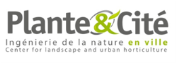 Plante&Cité
Ingénierie de la nature en ville
Center for landscape and urban horticulture